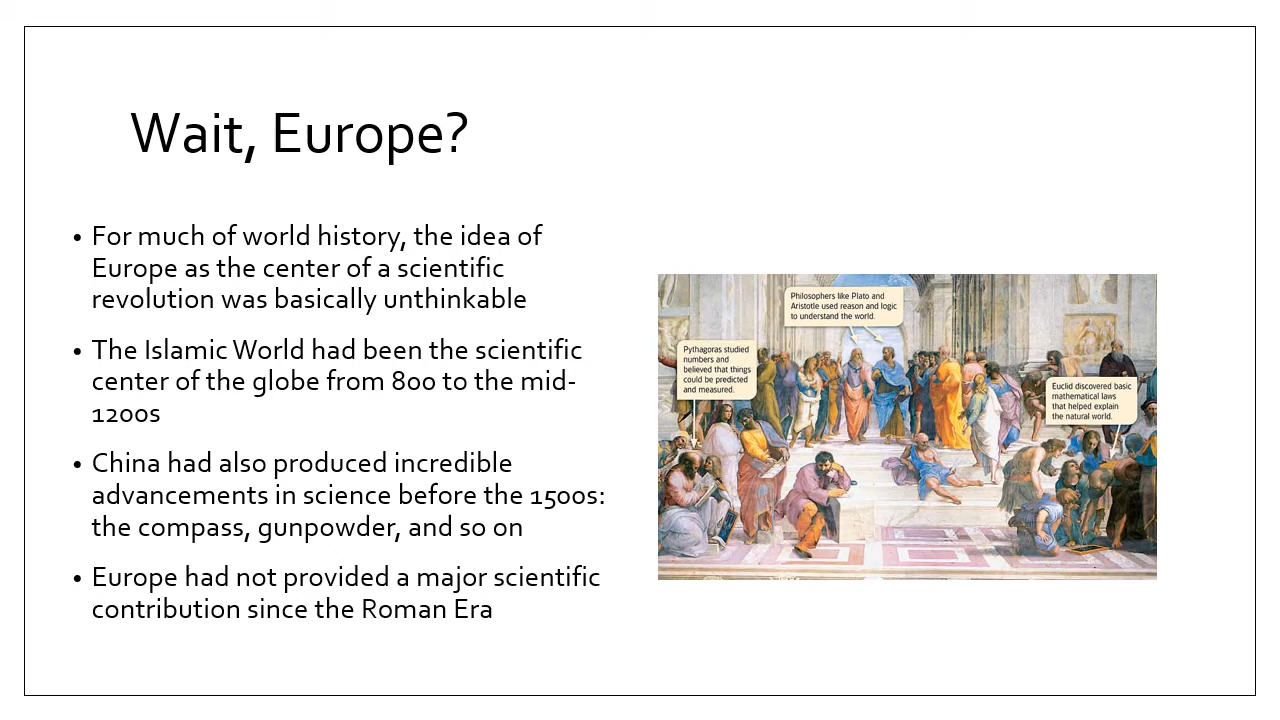 Wait, Europe?
• For much of world history, the idea of
Europe as the center of a scientific
revolution was basically unthinkable
• The Islamic World had been the scientific
center of the globe from 800 to the mid-
1200s
• China had also produced incredible
advancements in science before the 1500s:
the compass, gunpowder, and so on
• Europe had not provided a major scientific
contribution since the Roman Era
Philosophers like Plato and
Aristotle used reason and logic
to understand the world.
Pythagoras studied
numbers and
believed that things
could be predicted
and measured.
Euclid discovered basic
mathematical laws
that helped explain
the natural world.